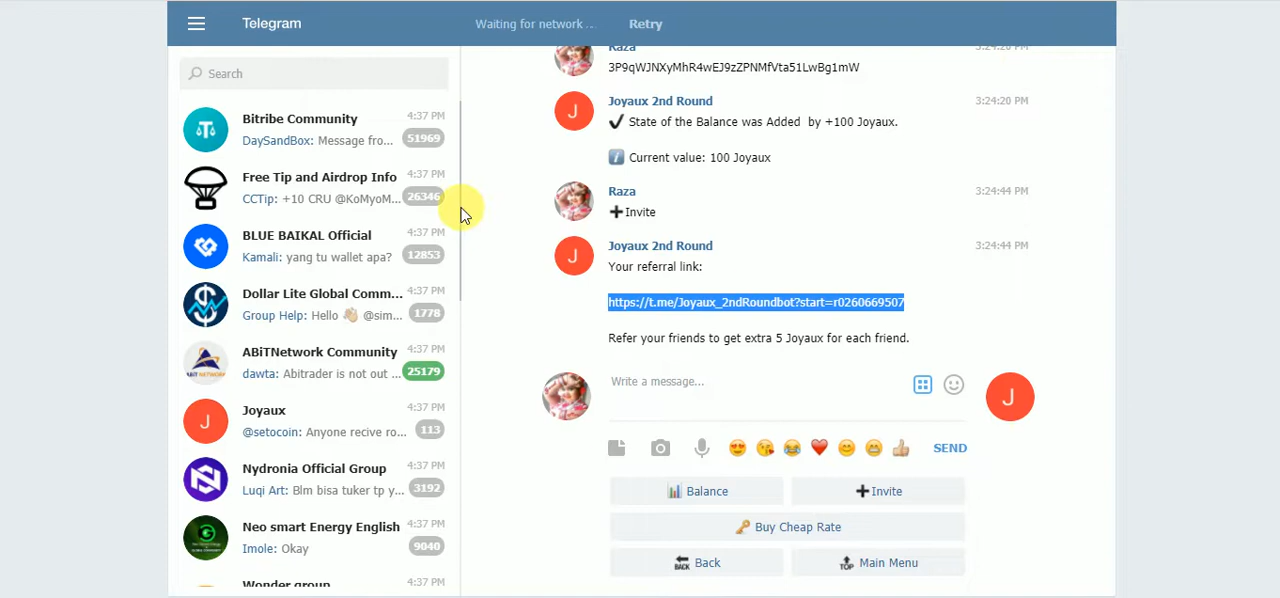 Telegram
Waiting for network ...
Retry
Search
Bitribe Community
4:37 PM
DaySandBox: Message fro...
51969
Free Tip and Airdrop Info
4:37 PM
CCTip: +10 CRU @KoMyoM...
26346
BLUE BAIKAL Official
4:37 PM
Kamali: yang tu wallet apa?
12853
Dollar Lite Global Comm...
4:37 PM
Group Help: Hello 👋🏼 @sim...
1778
ABiTNetwork Community
4:37 PM
dawta: Abitrader is not out ...
25179
J
Joyaux
4:37 PM
@setocoin: Anyone recive ro...
113
Nydronia Official Group
4:37 PM
Luqi Art: Blm bisa tuker tp y...
3192
Neo smart Energy English
4:37 PM
Imole: Okay
9040
Wonder group
4:37 PM
Raza
3:24:20 PM
3P9qWJNXyMhR4wEJ9zZPNMfVta51LwBg1mW
J
Joyaux 2nd Round
3:24:20 PM
✔ State of the Balance was Added by +100 Joyaux.
ℹ Current value: 100 Joyaux
Raza
3:24:44 PM
➕Invite
J
Joyaux 2nd Round
3:24:44 PM
Your referral link:
https://t.me/Joyaux_2ndRoundbot?start=r0260669507
Refer your friends to get extra 5 Joyaux for each friend.
Write a message...
J
😍 😘 😂 ❤ 😊 😁 👍🏼
SEND
📊 Balance
➕Invite
🔑 Buy Cheap Rate
🔙 Back
🔝 Main Menu